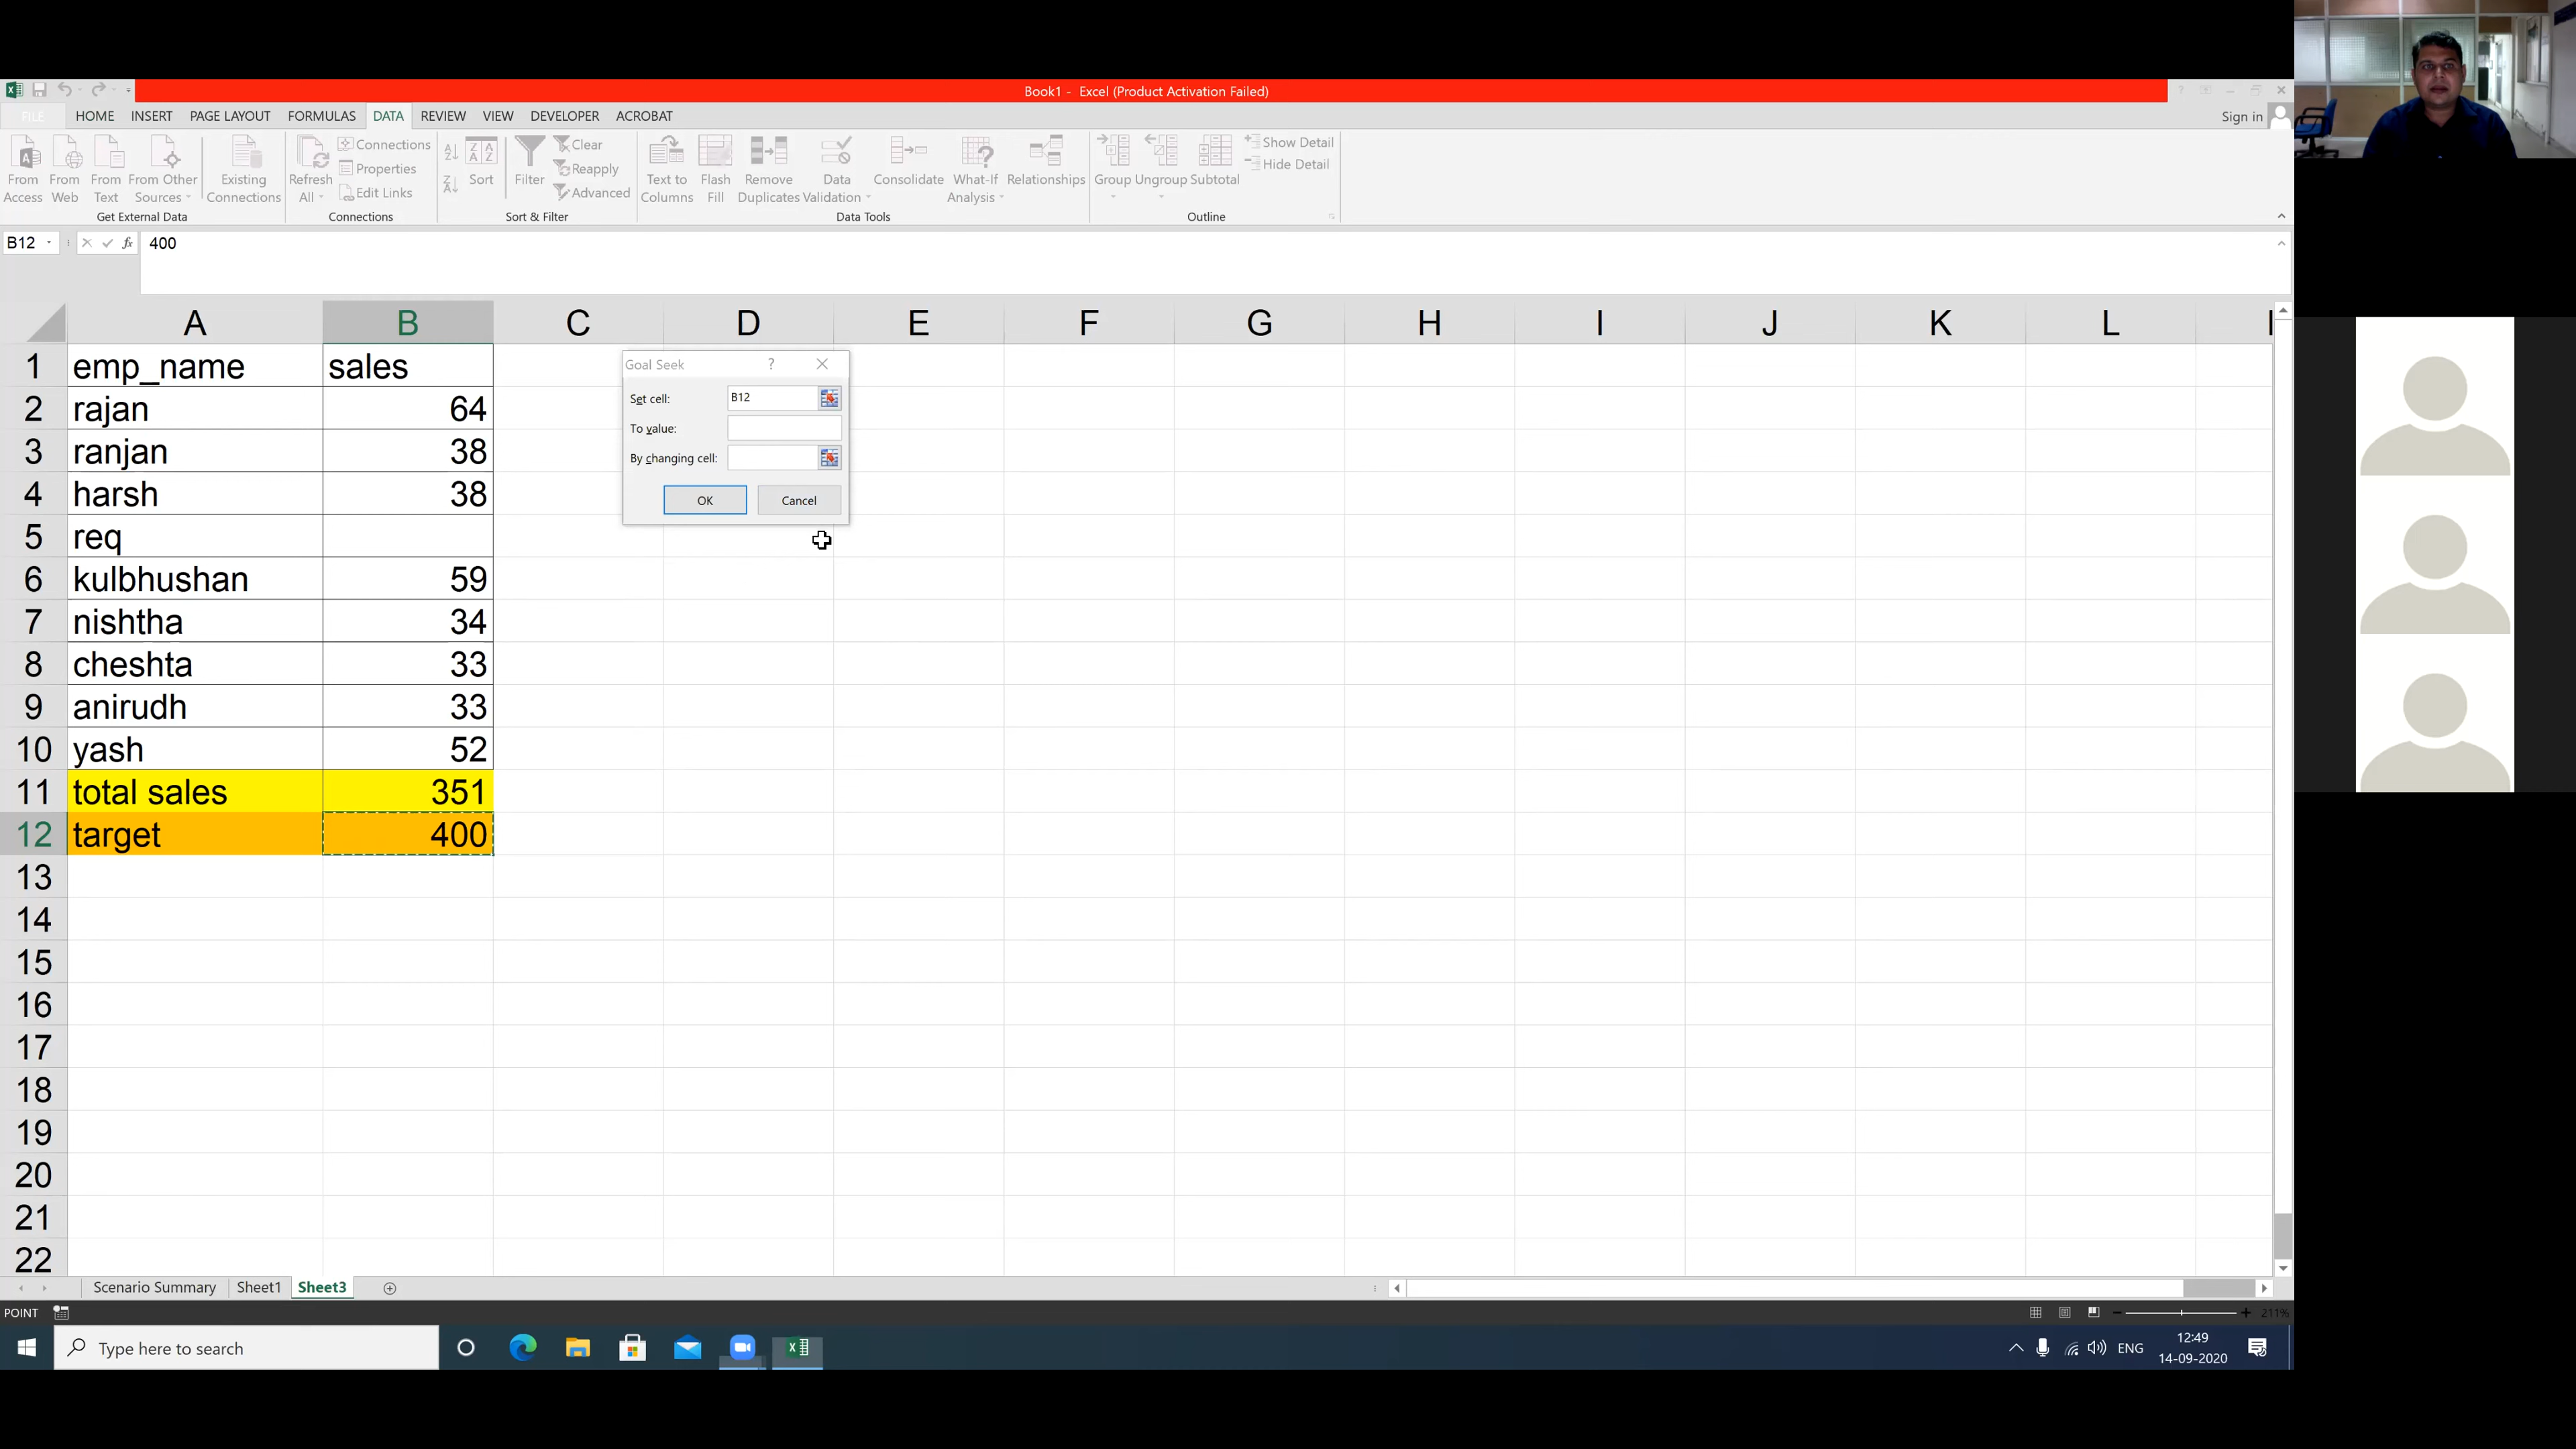 Book1 - Excel (Product Activation Failed)
FILE HOME INSERT PAGE LAYOUT FORMULAS DATA REVIEW VIEW DEVELOPER ACROBAT Sign in
From Access
From Web
From Text
From Other Sources
Existing Connections
Get External Data
Refresh All
Connections
Properties
Edit Links
Connections
Sort
Filter
Clear
Reapply
Advanced
Sort & Filter
Text to Columns
Flash Fill
Remove Duplicates
Data Validation
Consolidate
What-If Analysis
Relationships
Data Tools
Group
Ungroup
Subtotal
Show Detail
Hide Detail
Outline
B12 fx 400
A B C D E F G H I J K L
1 emp_name sales
2 rajan 64
3 ranjan 38
4 harsh 38
5 req
6 kulbhushan 59
7 nishtha 34
8 cheshta 33
9 anirudh 33
10 yash 52
11 total sales 351
12 target 400
13
14
15
16
17
18
19
20
21
22
Goal Seek ?
Set cell: B12
To value:
By changing cell:
OK Cancel
Scenario Summary Sheet1 Sheet3
POINT 211%
Type here to search
ENG
12:49
14-09-2020